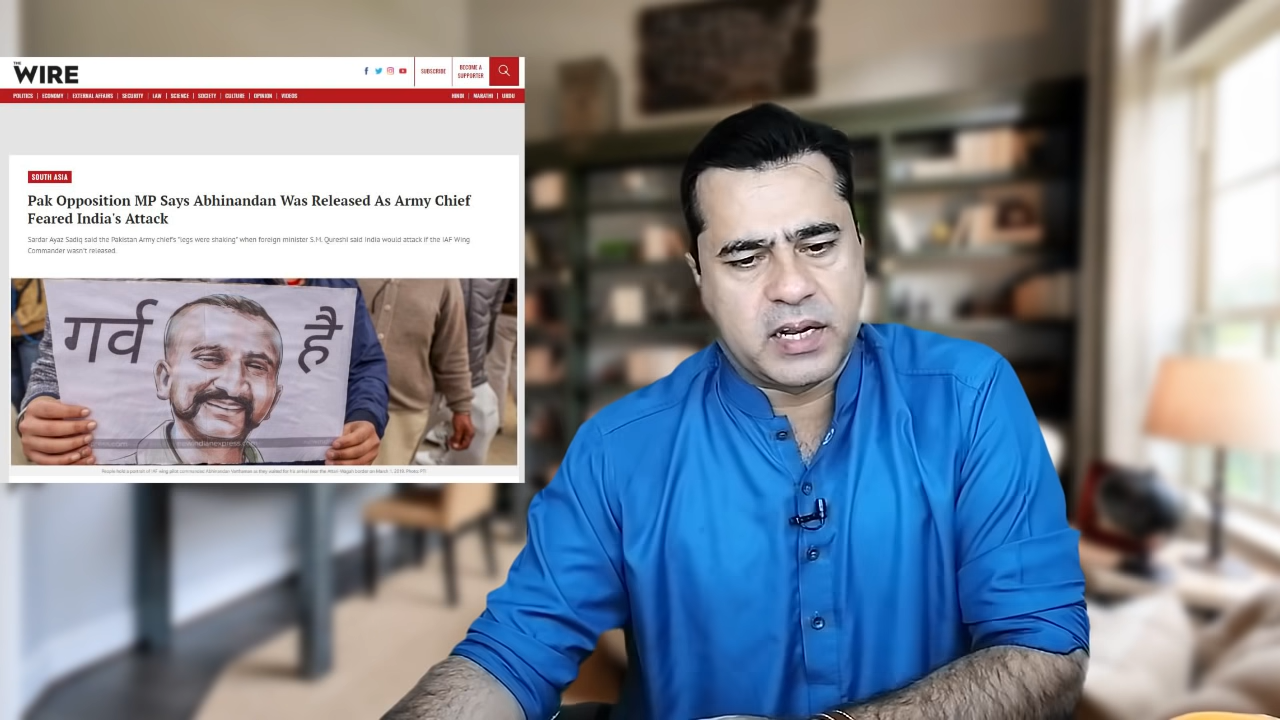 THE
WIRE
SUBSCRIBE
BECOME A
SUPPORTER
POLITICS | ECONOMY | EXTERNAL AFFAIRS | SECURITY | LAW | SCIENCE | SOCIETY | CULTURE | OPINION | VIDEOS
HINDI | MARATHI | URDU
SOUTH ASIA
Pak Opposition MP Says Abhinandan Was Released As Army Chief
Feared India's Attack
Sardar Ayaz Sadiq said the Pakistan Army chief's "legs were shaking" when foreign minister S.M. Qureshi said India would attack if the IAF Wing
Commander wasn't released.
गर्व है